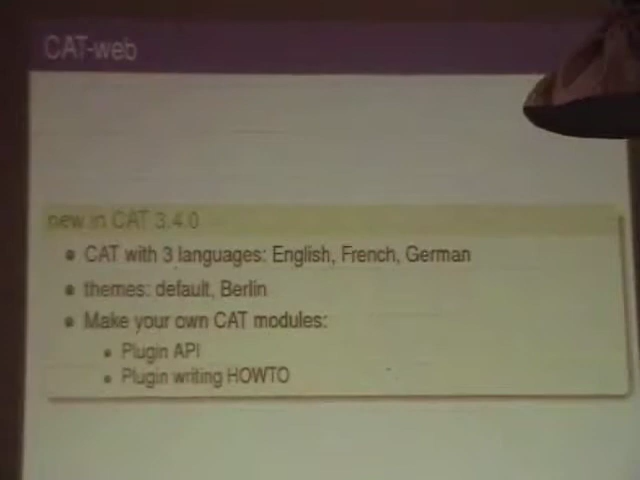 CAT-web
new in CAT 3.4.0
CAT with 3 languages: English, French, German
themes: default, Berlin
Make your own CAT modules:
Plugin API
Plugin writing HOWTO